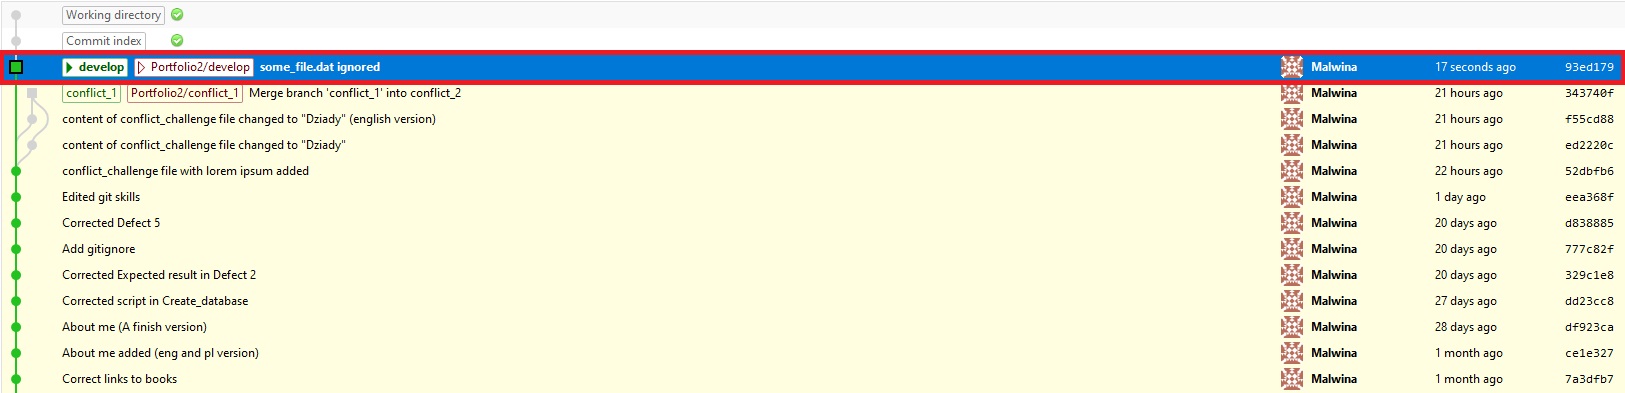 Working directory
Commit index
develop Portfolio2/develop some_file.dat ignored Malwina 17 seconds ago 93ed179
conflict_1 Portfolio2/conflict_1 Merge branch 'conflict_1' into conflict_2 Malwina 21 hours ago 343740f
content of conflict_challenge file changed to "Dziady" (english version) Malwina 21 hours ago f55cd88
content of conflict_challenge file changed to "Dziady" Malwina 21 hours ago ed2220c
conflict_challenge file with lorem ipsum added Malwina 22 hours ago 52dbfb6
Edited git skills Malwina 1 day ago eea368f
Corrected Defect 5 Malwina 20 days ago d838885
Add gitignore Malwina 20 days ago 777c82f
Corrected Expected result in Defect 2 Malwina 20 days ago 329c1e8
Corrected script in Create_database Malwina 27 days ago dd23cc8
About me (A finish version) Malwina 28 days ago df923ca
About me added (eng and pl version) Malwina 1 month ago ce1e327
Correct links to books Malwina 1 month ago 7a3dfb7